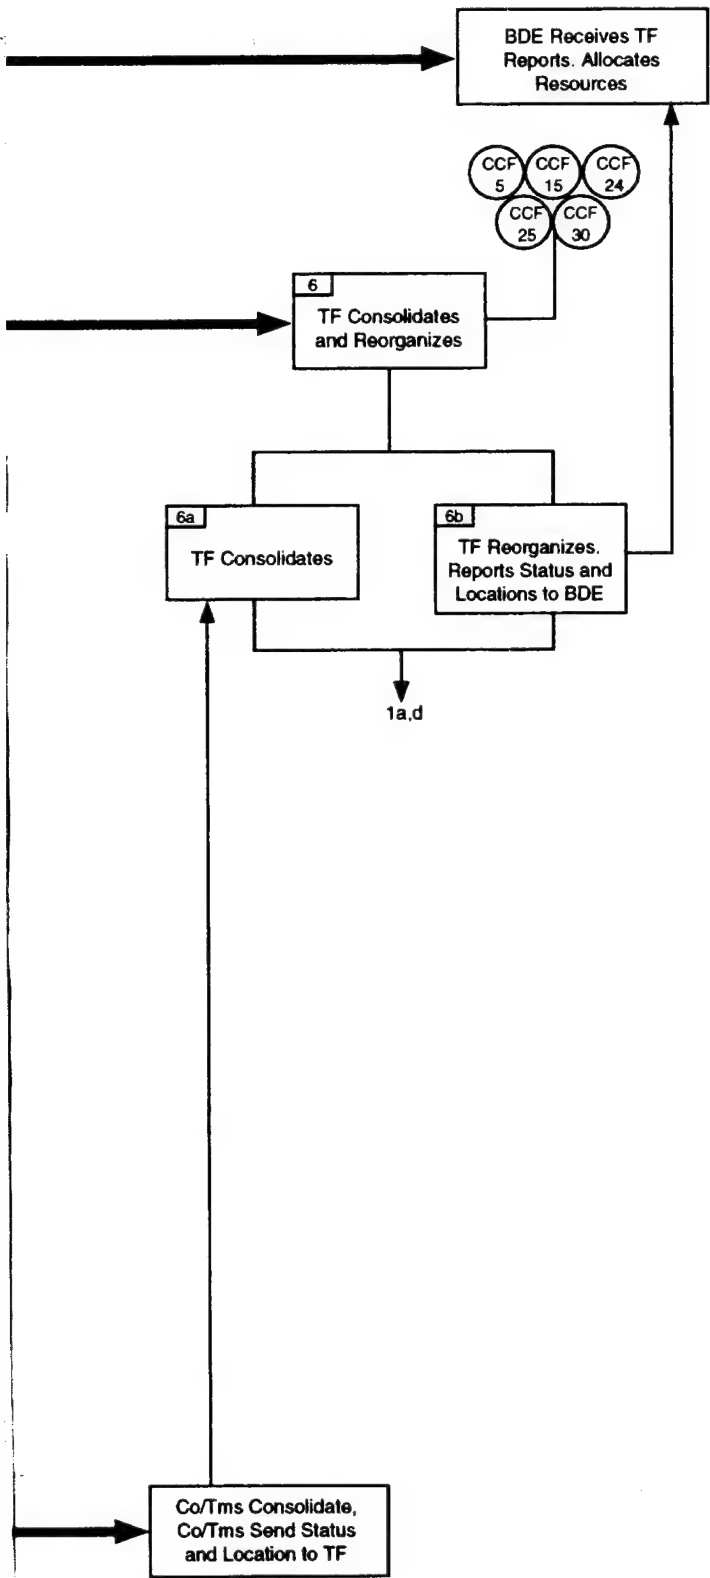 BDE Receives TF
Reports. Allocates
Resources
CCF
5
CCF
15
CCF
24
CCF
25
CCF
30
6
TF Consolidates
and Reorganizes
6a
TF Consolidates
6b
TF Reorganizes.
Reports Status and
Locations to BDE
1a,d
Co/Tms Consolidate,
Co/Tms Send Status
and Location to TF